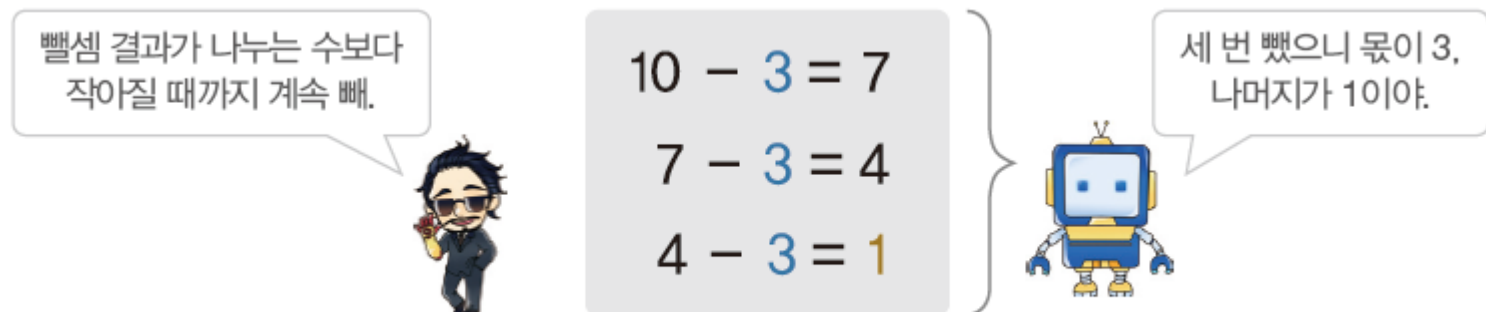 뺄셈 결과가 나누는 수보다
작아질 때까지 계속 빼.
10 − 3 = 7
7 − 3 = 4
4 − 3 = 1
세 번 뺐으니 몫이 3,
나머지가 1이야.